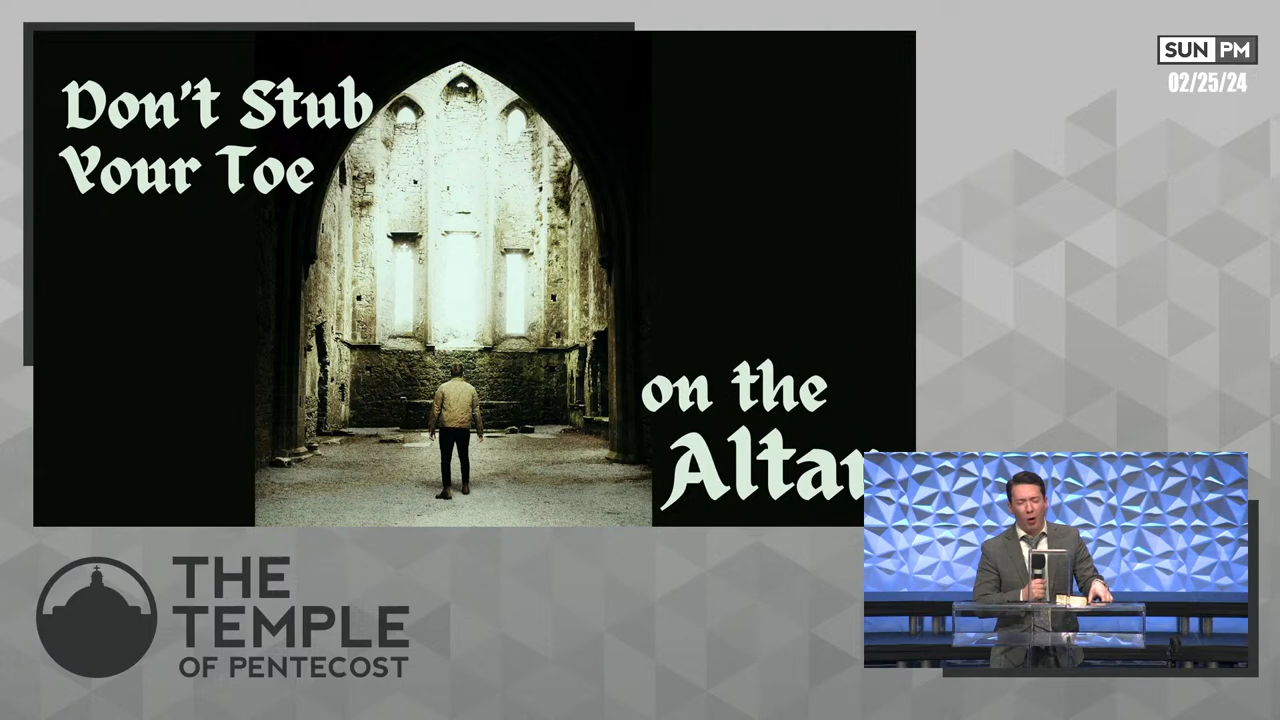 Don't Stub
Your Toe
on the
Altar
SUN PM
02/25/24
THE
TEMPLE
OF PENTECOST